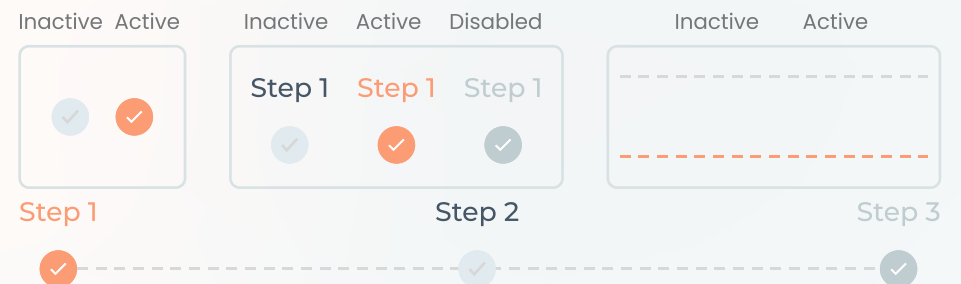 Inactive Active
Inactive Active Disabled
Inactive Active
Step 1 Step 1 Step 1
Step 1 Step 2 Step 3